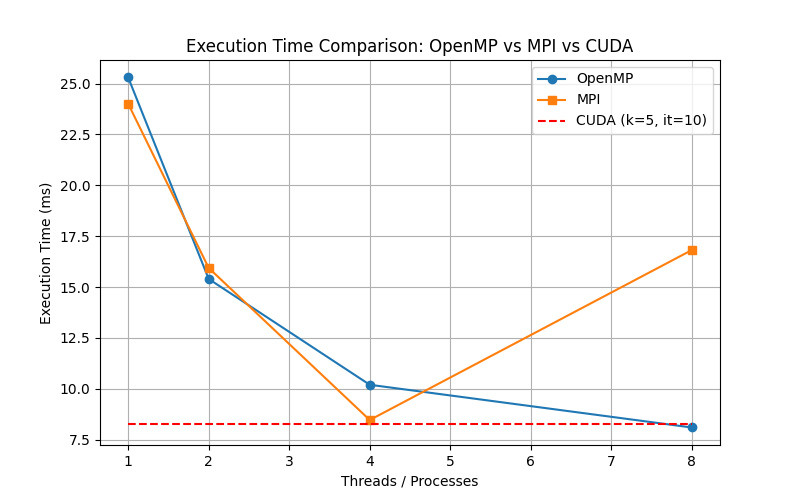 Execution Time Comparison: OpenMP vs MPI vs CUDA
OpenMP
MPI
CUDA (k=5, it=10)
Execution Time (ms)
25.0
22.5
20.0
17.5
15.0
12.5
10.0
7.5
1 2 3 4 5 6 7 8
Threads / Processes